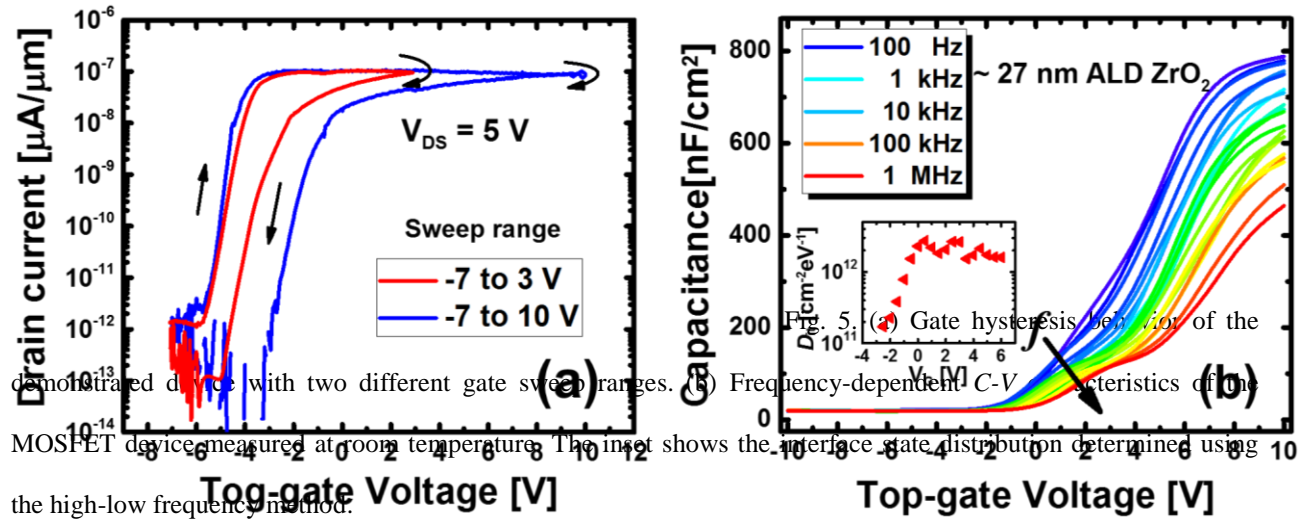 10⁻⁶
10⁻⁷
10⁻⁸
10⁻⁹
10⁻¹⁰
10⁻¹¹
10⁻¹²
10⁻¹³
10⁻¹⁴
Drain current [μA/μm]
V_DS = 5 V
Sweep range
-7 to 3 V
-7 to 10 V
(a)
-8 -6 -4 -2 0 2 4 6 8 10 12
Tog-gate Voltage [V]
800
600
400
200
0
Capacitance[nF/cm²]
100 Hz
1 kHz
10 kHz
100 kHz
1 MHz
~ 27 nm ALD ZrO₂
D_it [cm⁻²eV⁻¹]
10¹²
10¹¹
-4 -2 0 2 4 6
[V]
f
(b)
-10 -8 -6 -4 -2 0 2 4 6 8 10
Top-gate Voltage [V]
Fig. 5. (a) Gate hysteresis behavior of the
demonstrated device with two different gate sweep ranges. (b) Frequency-dependent C-V characteristics of the
MOSFET device measured at room temperature. The inset shows the interface state distribution determined using
the high-low frequency method.